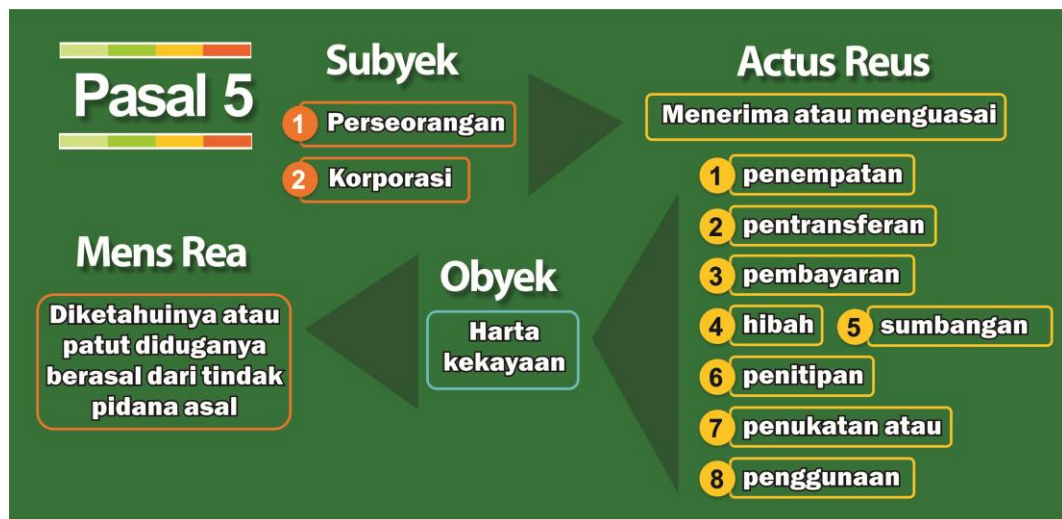 Pasal 5
Subyek
1 Perseorangan
2 Korporasi
Actus Reus
Menerima atau menguasai
1 penempatan
2 pentransferan
3 pembayaran
4 hibah 5 sumbangan
6 penitipan
7 penukatan atau
8 penggunaan
Obyek
Harta
kekayaan
Mens Rea
Diketahuinya atau
patut diduganya
berasal dari tindak
pidana asal